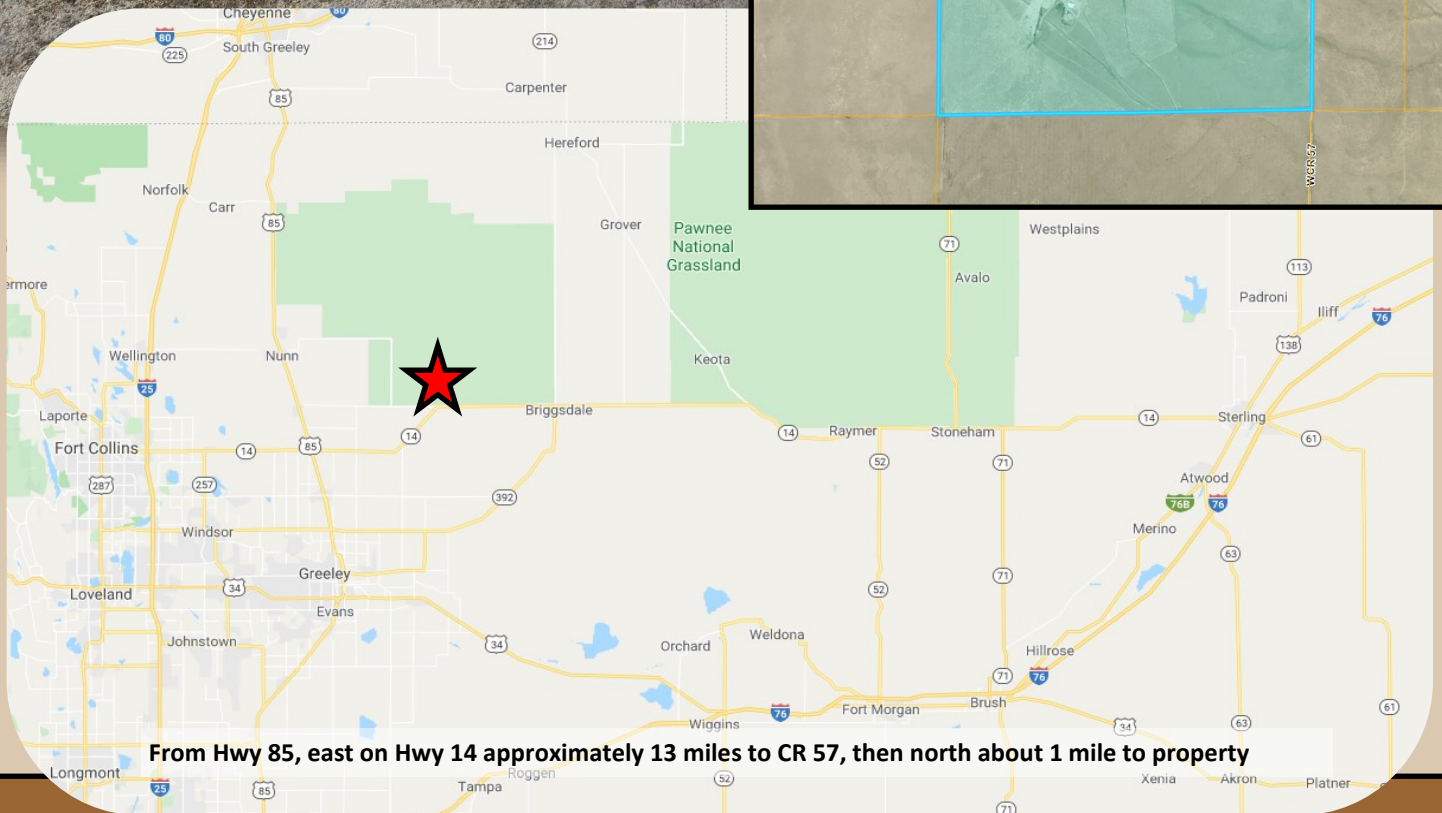 Cheyenne
80
80
225
South Greeley
214
85
Carpenter
Hereford
Norfolk
Carr
85
Grover
Pawnee
National
Grassland
WCR 57
71
Westplains
Avalo
113
Padroni
Iliff
76
ermore
138
Wellington
Nunn
25
Keota
Laporte
14
Briggsdale
14
Raymer
Stoneham
14
Sterling
61
Fort Collins
14
85
52
71
287
257
392
Atwood
76B
76
Windsor
Merino
63
Greeley
71
34
52
Loveland
Evans
Johnstown
34
Orchard
Weldona
Hillrose
71
76
Wiggins
76
Fort Morgan
Brush
34
63
61
From Hwy 85, east on Hwy 14 approximately 13 miles to CR 57, then north about 1 mile to property
Longmont
25
85
Tampa
Roggen
52
71
Xenia
Akron
Platner